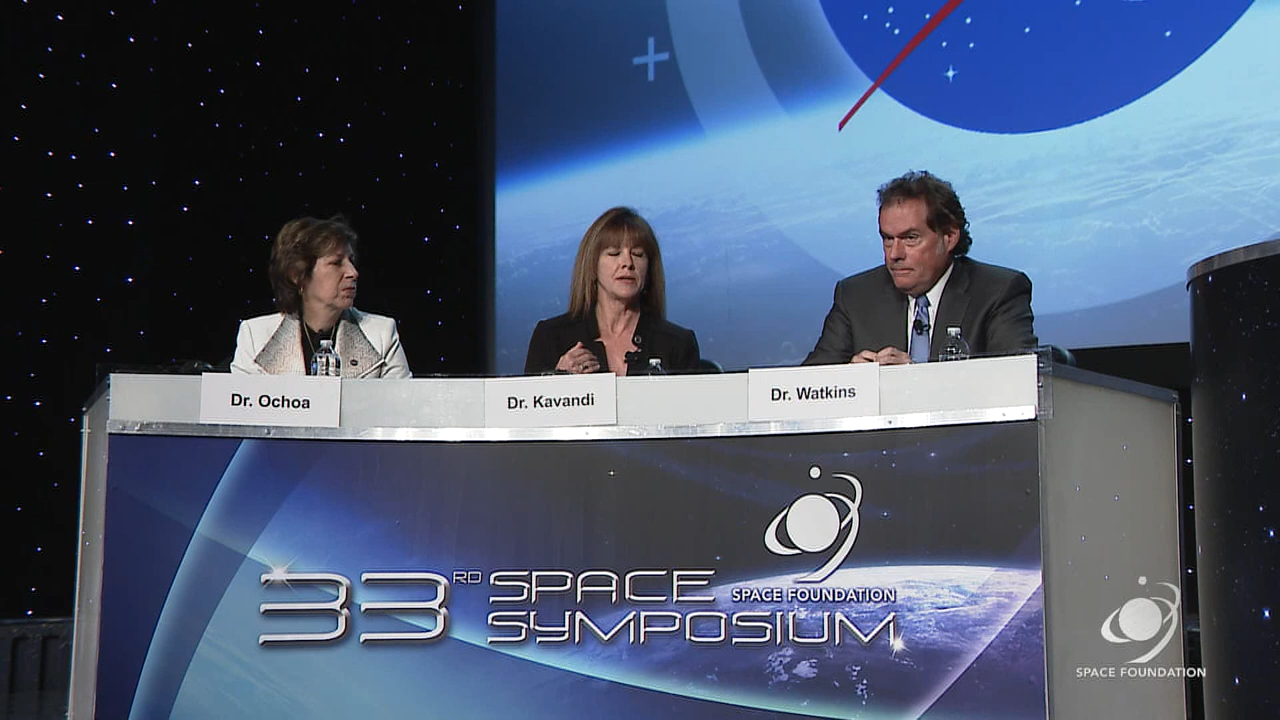 Dr. Ochoa
Dr. Kavandi
Dr. Watkins
33RD SPACE
SYMPOSIUM
SPACE FOUNDATION
SPACE FOUNDATION